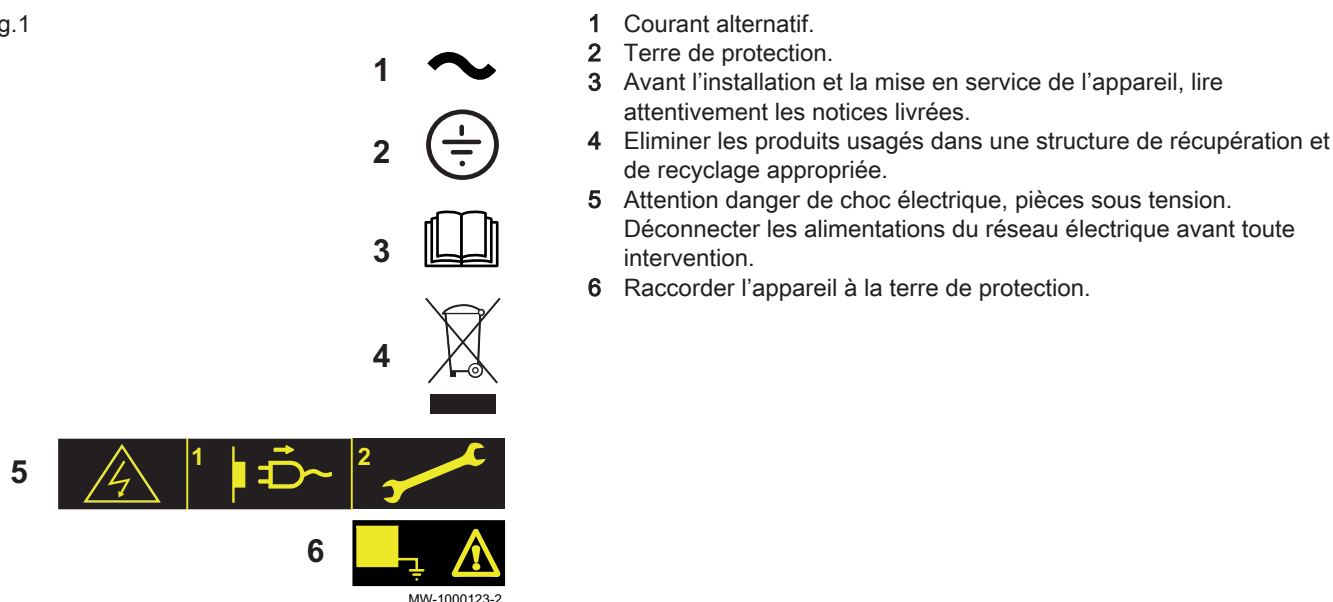 g.1
1
2
3
4
5
1
2
6
MW-1000123-2
1 Courant alternatif.
2 Terre de protection.
3 Avant l’installation et la mise en service de l’appareil, lire
attentivement les notices livrées.
4 Eliminer les produits usagés dans une structure de récupération et
de recyclage appropriée.
5 Attention danger de choc électrique, pièces sous tension.
Déconnecter les alimentations du réseau électrique avant toute
intervention.
6 Raccorder l’appareil à la terre de protection.